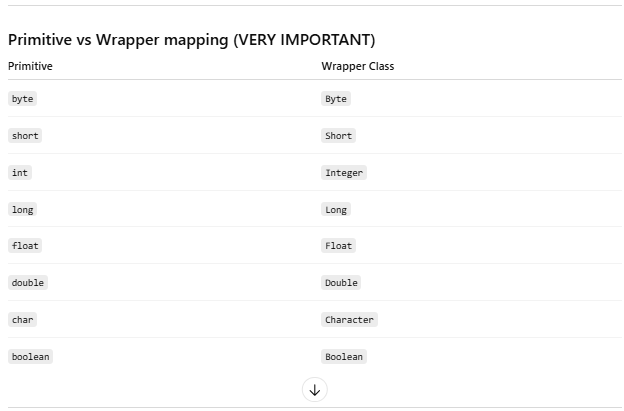 Primitive vs Wrapper mapping (VERY IMPORTANT)
Primitive Wrapper Class
byte Byte
short Short
int Integer
long Long
float Float
double Double
char Character
boolean Boolean